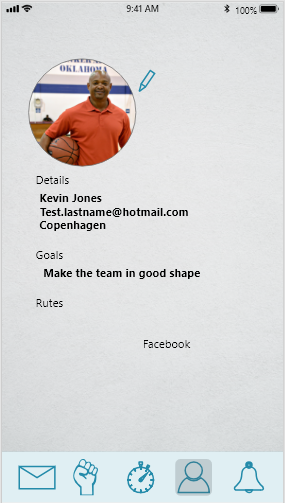 9:41 AM
100%
OKLAHOMA
Details
Kevin Jones
Test.lastname@hotmail.com
Copenhagen
Goals
Make the team in good shape
Rutes
Facebook